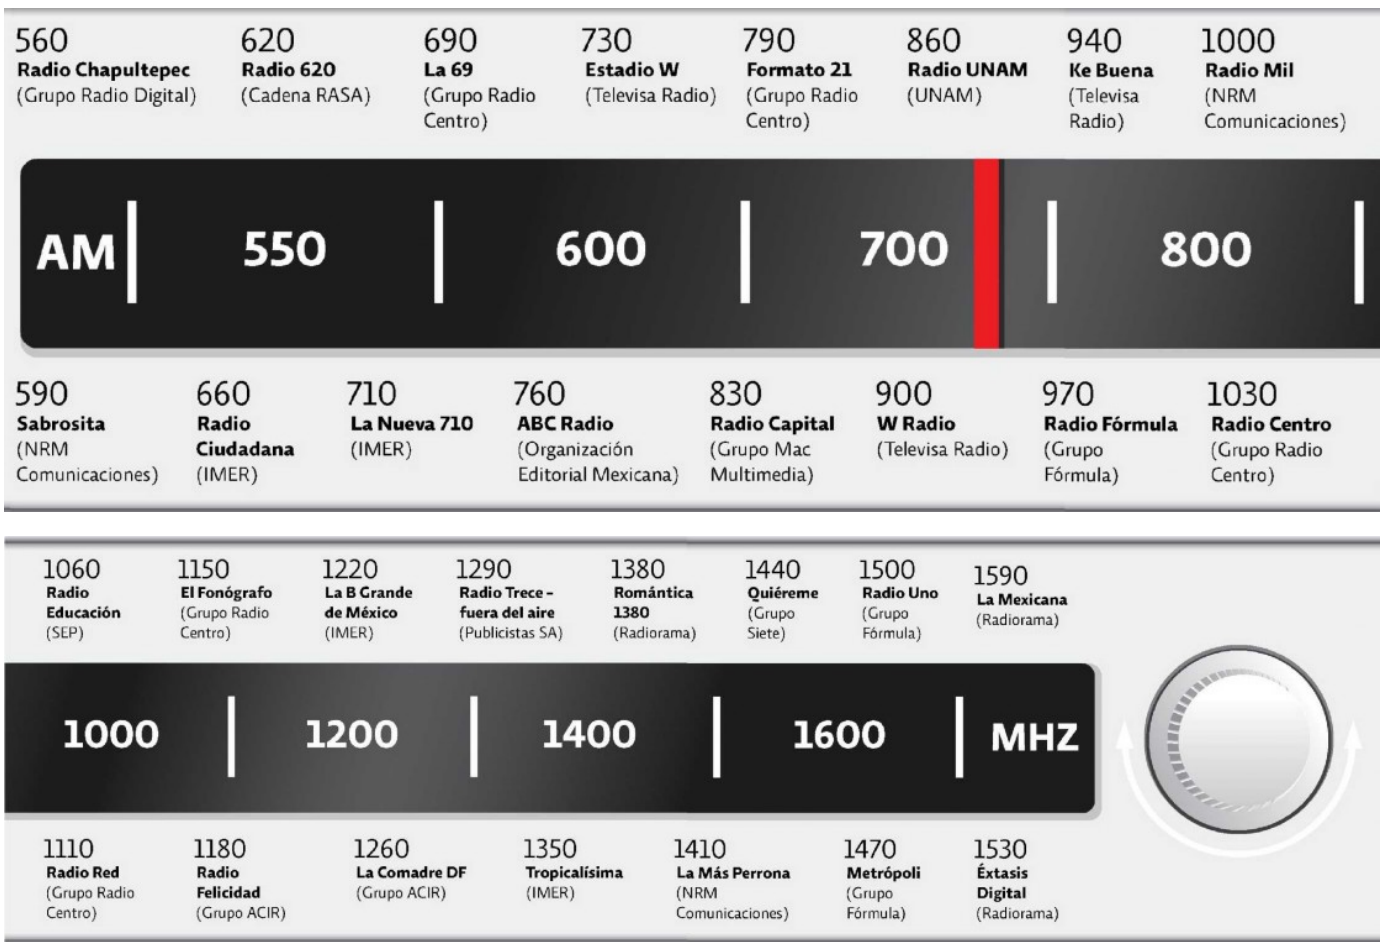 560
Radio Chapultepec
(Grupo Radio Digital)
620
Radio 620
(Cadena RASA)
690
La 69
(Grupo Radio
Centro)
730
Estadio W
(Televisa Radio)
790
Formato 21
(Grupo Radio
Centro)
860
Radio UNAM
(UNAM)
940
Ke Buena
(Televisa
Radio)
1000
Radio Mil
(NRM
Comunicaciones)
AM 550 600 700 800
590
Sabrosita
(NRM
Comunicaciones)
660
Radio
Ciudadana
(IMER)
710
La Nueva 710
(IMER)
760
ABC Radio
(Organización
Editorial Mexicana)
830
Radio Capital
(Grupo Mac
Multimedia)
900
W Radio
(Televisa Radio)
970
Radio Fórmula
(Grupo
Fórmula)
1030
Radio Centro
(Grupo Radio
Centro)
1060
Radio
Educación
(SEP)
1150
El Fonógrafo
(Grupo Radio
Centro)
1220
La B Grande
de México
(IMER)
1290
Radio Trece –
fuera del aire
(Publicistas SA)
1380
Romántica
1380
(Radiorama)
1440
Quiéreme
(Grupo
Siete)
1500
Radio Uno
(Grupo
Fórmula)
1590
La Mexicana
(Radiorama)
1000 1200 1400 1600 MHZ
1110
Radio Red
(Grupo Radio
Centro)
1180
Radio
Felicidad
(Grupo ACIR)
1260
La Comadre DF
(Grupo ACIR)
1350
Tropicalísima
(IMER)
1410
La Más Perrona
(NRM
Comunicaciones)
1470
Metrópoli
(Grupo
Fórmula)
1530
Éxtasis
Digital
(Radiorama)